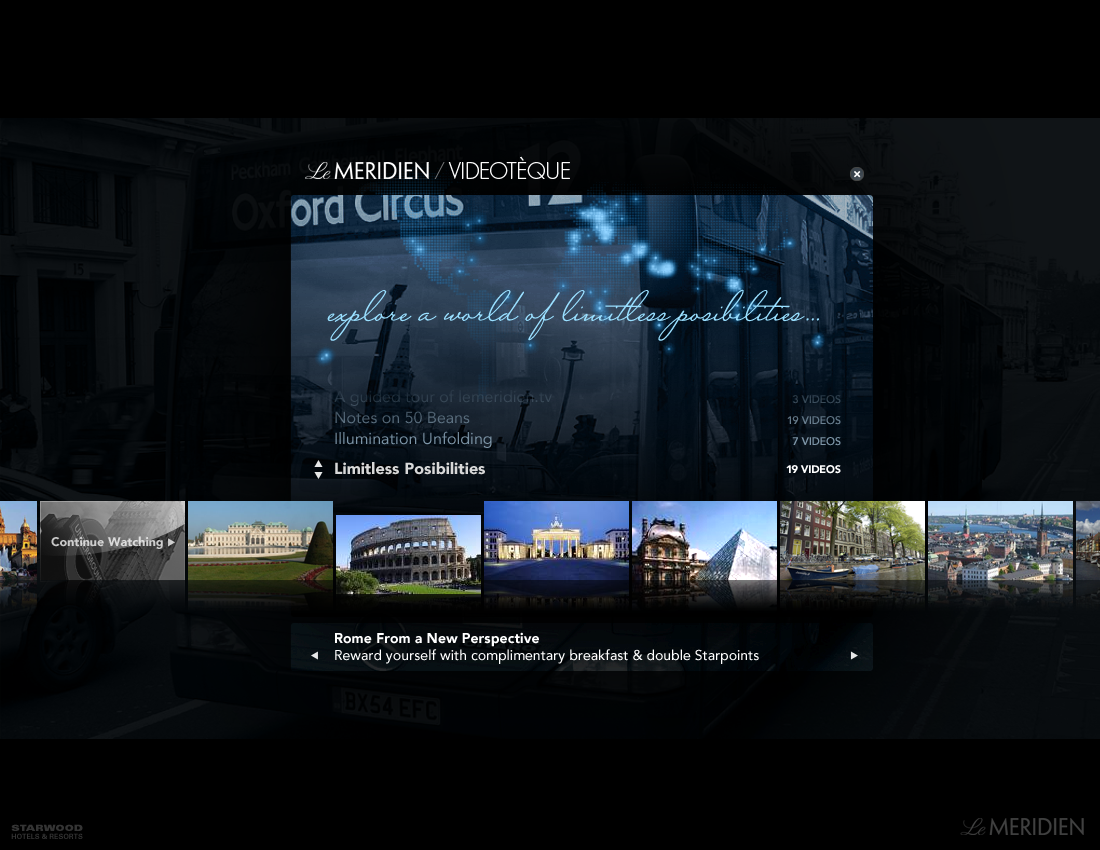 Peckham
Oxford Circus
12
15
Le MERIDIEN / VIDEOTÈQUE
explore a world of limitless posibilities...
A guided tour of lemeridien.tv
3 VIDEOS
Notes on 50 Beans
19 VIDEOS
Illumination Unfolding
7 VIDEOS
Limitless Posibilities
19 VIDEOS
Continue Watching
Rome From a New Perspective
Reward yourself with complimentary breakfast & double Starpoints
BX54 EFC
STARWOOD
HOTELS & RESORTS
Le MERIDIEN